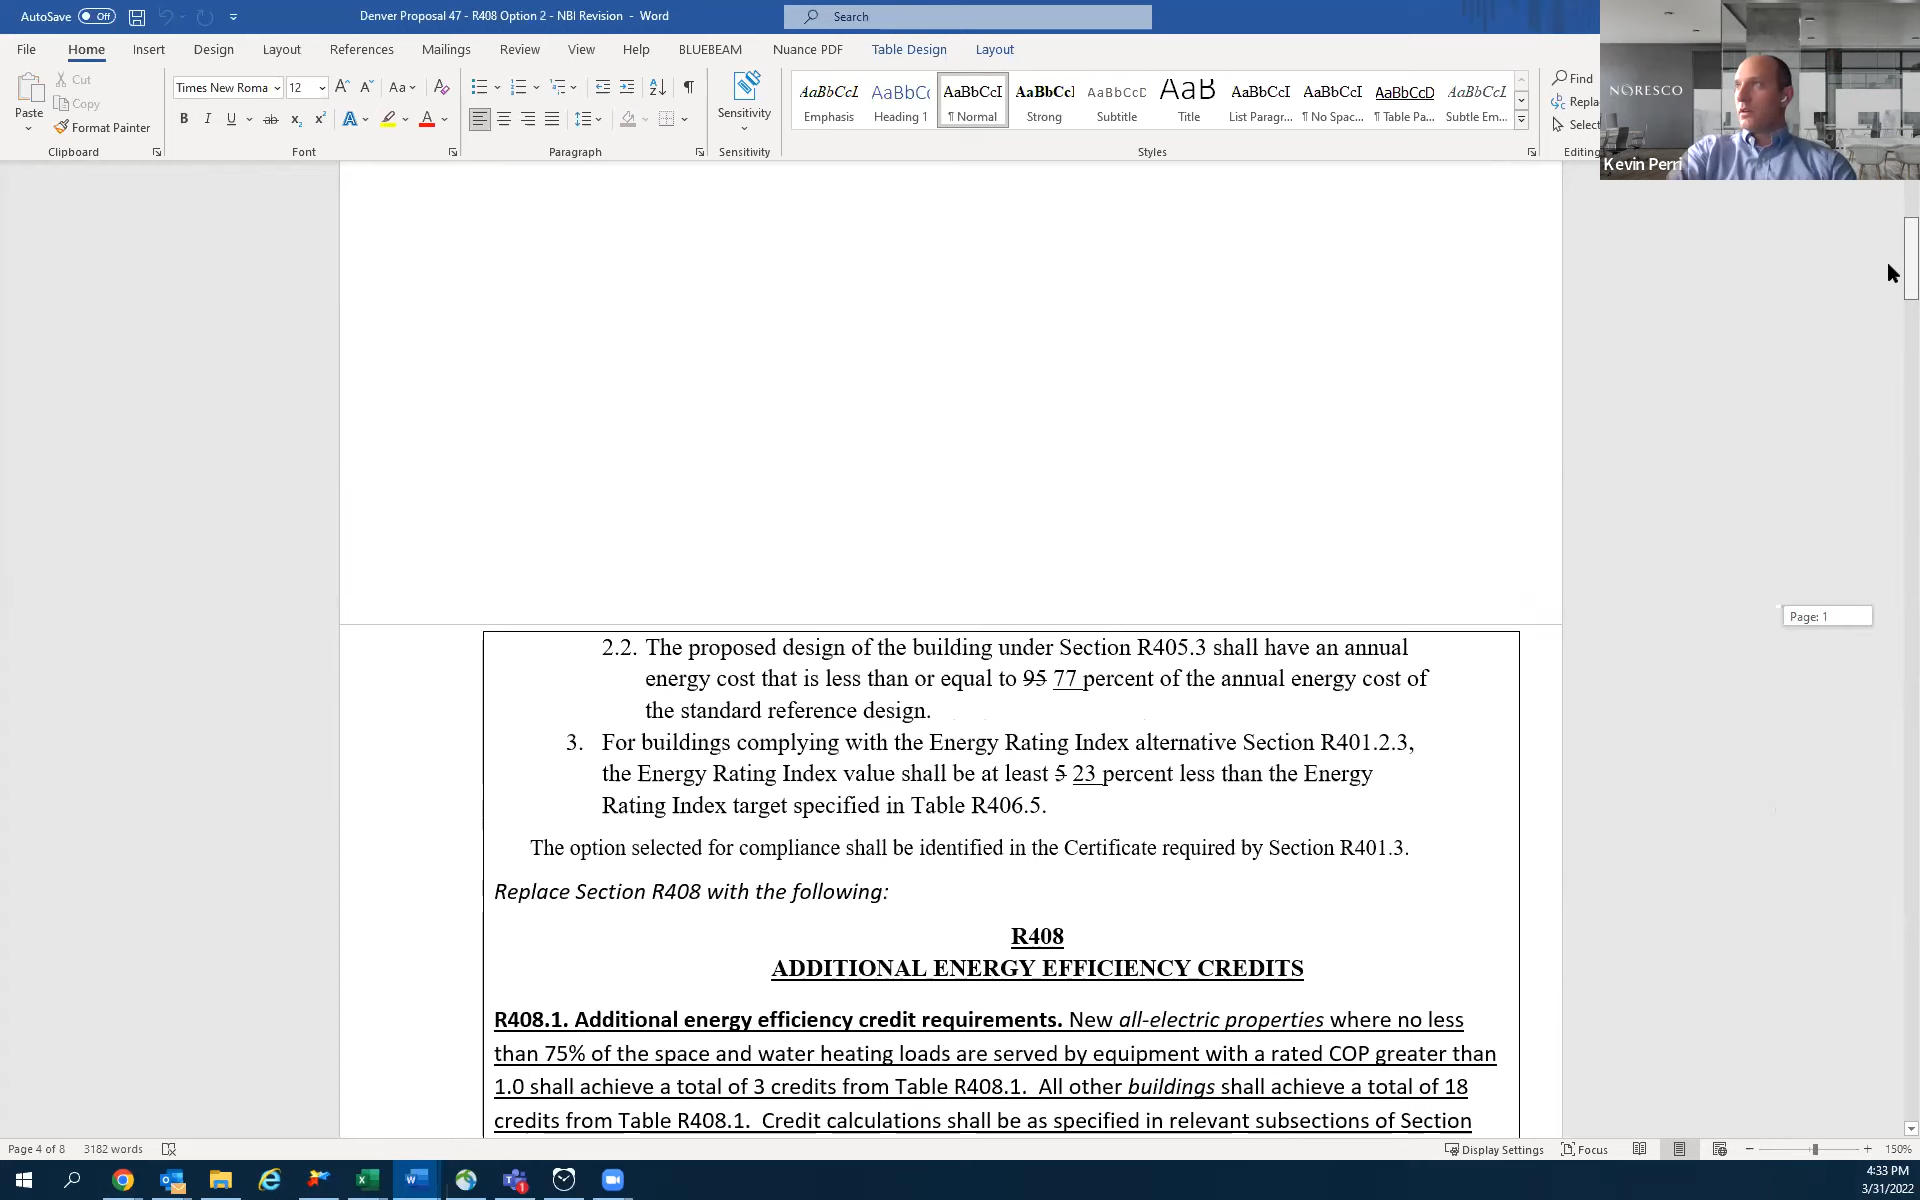 AutoSave Off
Denver Proposal 47 - R408 Option 2 - NBI Revision - Word
Search
File Home Insert Design Layout References Mailings Review View Help BLUEBEAM Nuance PDF Table Design Layout
Paste
Cut
Copy
Format Painter
Clipboard
Times New Roma
12
Font
Paragraph
Sensitivity
Sensitivity
AaBbCcI AaBbC AaBbCcI AaBbCcI AaBbCcD AaB AaBbCcI AaBbCcI AaBbCcD AaBbCcI
Emphasis Heading 1 ¶ Normal Strong Subtitle Title List Paragr... ¶ No Spac... ¶ Table Pa... Subtle Em...
Styles
Find
Repla
Select
Editing
NORESCO
Kevin Perri
Page: 1
2.2. The proposed design of the building under Section R405.3 shall have an annual
energy cost that is less than or equal to 95 77 percent of the annual energy cost of
the standard reference design.
3. For buildings complying with the Energy Rating Index alternative Section R401.2.3,
the Energy Rating Index value shall be at least 5 23 percent less than the Energy
Rating Index target specified in Table R406.5.
The option selected for compliance shall be identified in the Certificate required by Section R401.3.
Replace Section R408 with the following:
R408
ADDITIONAL ENERGY EFFICIENCY CREDITS
R408.1. Additional energy efficiency credit requirements. New all-electric properties where no less
than 75% of the space and water heating loads are served by equipment with a rated COP greater than
1.0 shall achieve a total of 3 credits from Table R408.1. All other buildings shall achieve a total of 18
credits from Table R408.1. Credit calculations shall be as specified in relevant subsections of Section
Page 4 of 8 3182 words
Display Settings Focus 150%
4:33 PM
3/31/2022